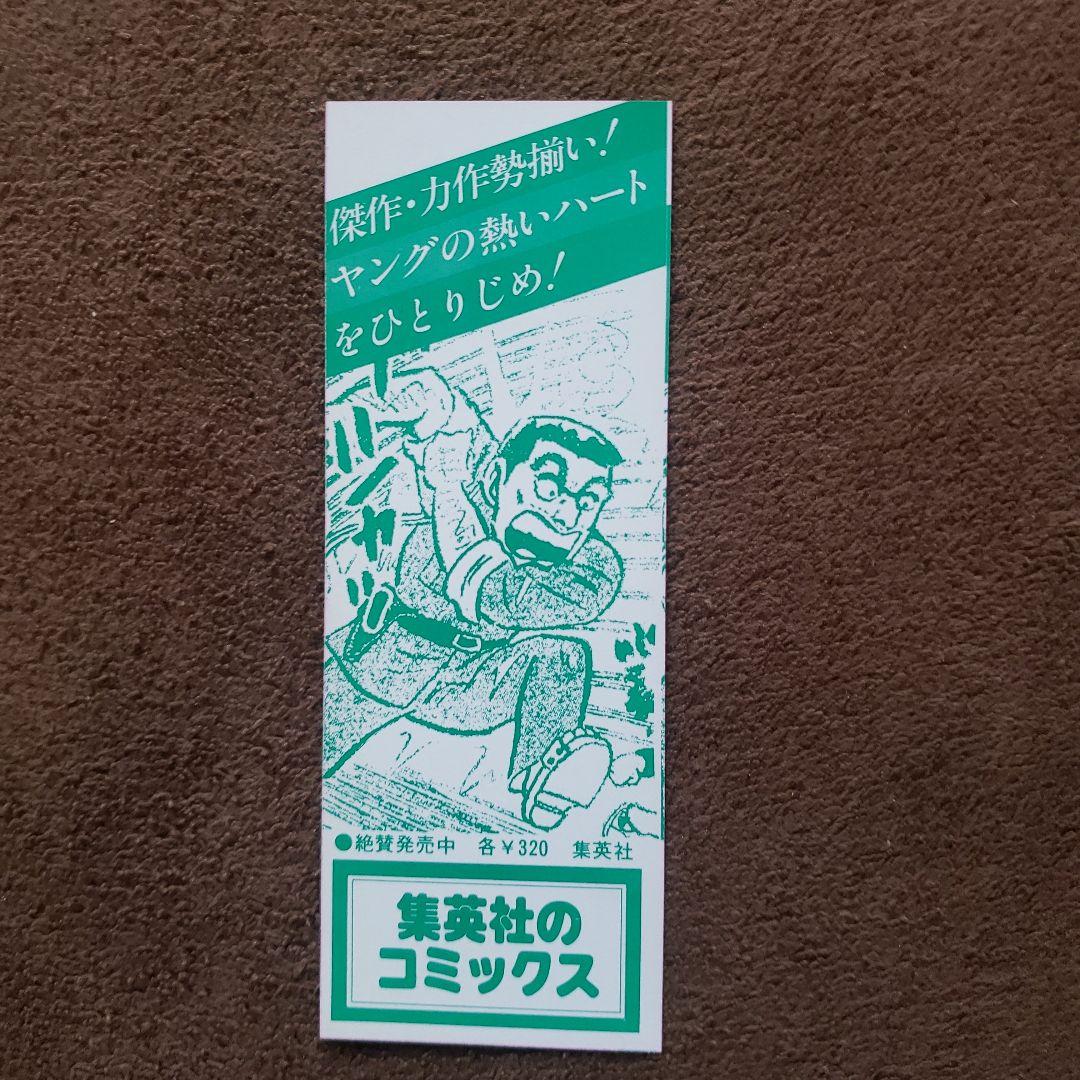 傑作・力作勢揃い!
ヤングの熱いハート
をひとりじめ!
●絶賛発売中 各¥320 集英社
集英社の
コミックス